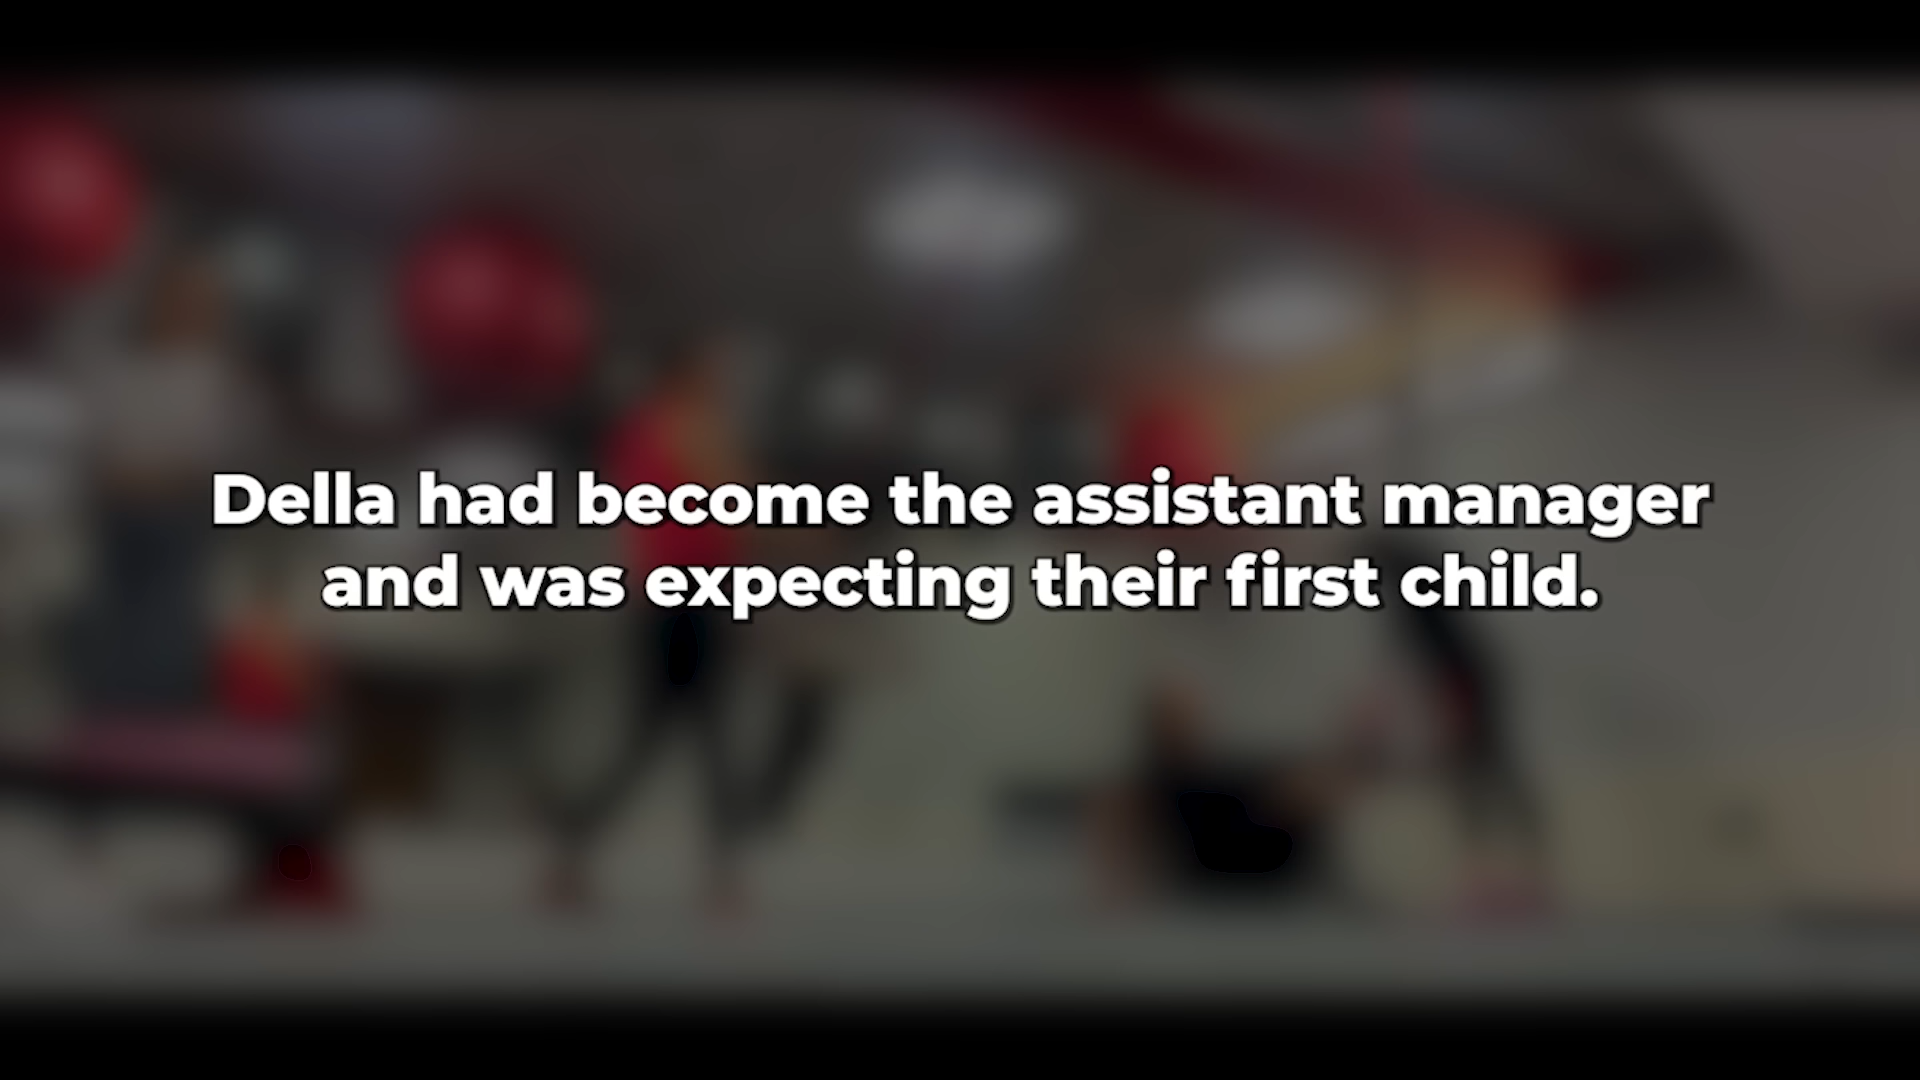 Della had become the assistant manager
and was expecting their first child.